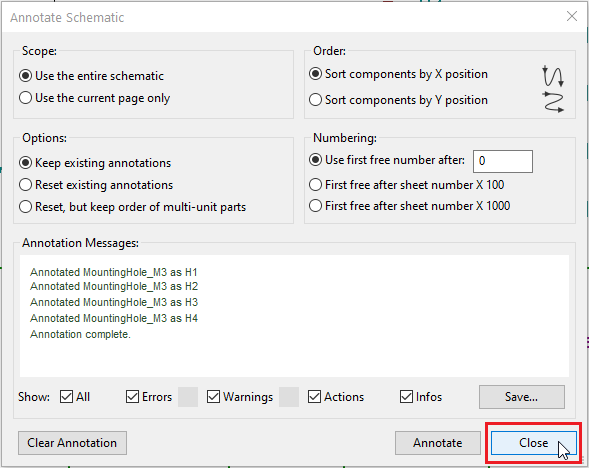 Annotate Schematic
Scope:
Use the entire schematic
Use the current page only
Order:
Sort components by X position
Sort components by Y position
Options:
Keep existing annotations
Reset existing annotations
Reset, but keep order of multi-unit parts
Numbering:
Use first free number after: 0
First free after sheet number X 100
First free after sheet number X 1000
Annotation Messages:
Annotated MountingHole_M3 as H1
Annotated MountingHole_M3 as H2
Annotated MountingHole_M3 as H3
Annotated MountingHole_M3 as H4
Annotation complete.
Show: All Errors Warnings Actions Infos Save...
Clear Annotation Annotate Close